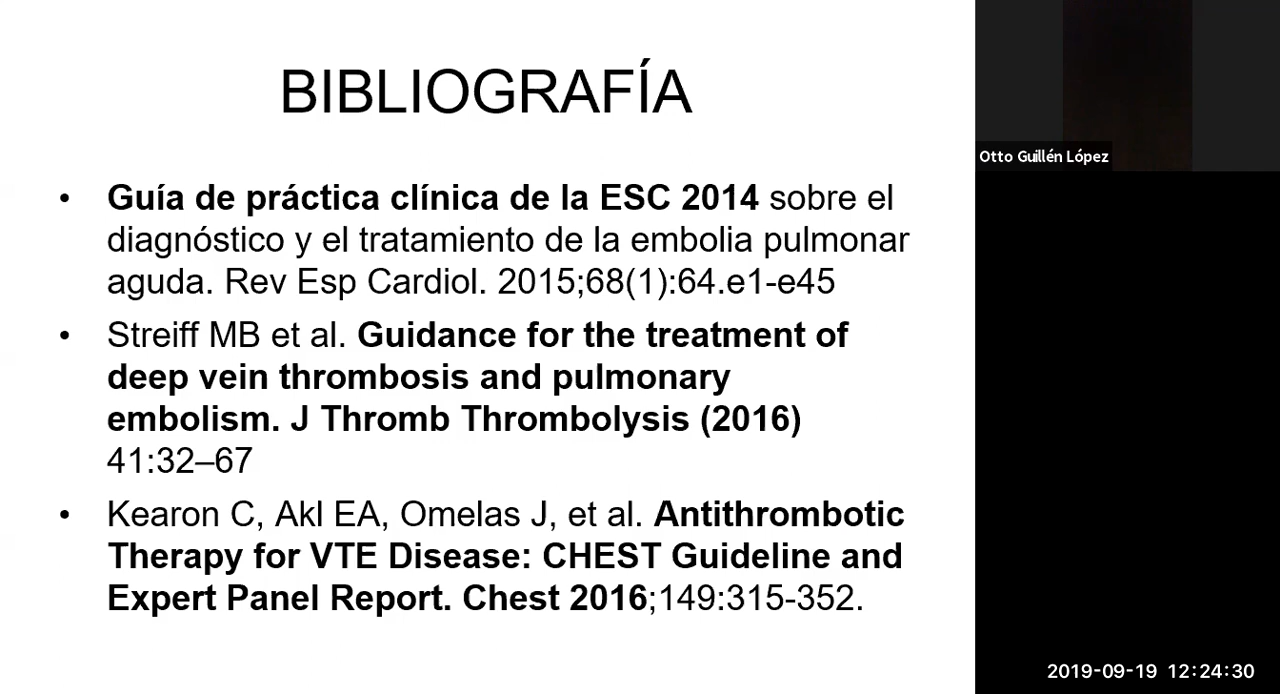 BIBLIOGRAFÍA
• Guía de práctica clínica de la ESC 2014 sobre el
diagnóstico y el tratamiento de la embolia pulmonar
aguda. Rev Esp Cardiol. 2015;68(1):64.e1-e45
• Streiff MB et al. Guidance for the treatment of
deep vein thrombosis and pulmonary
embolism. J Thromb Thrombolysis (2016)
41:32–67
• Kearon C, Akl EA, Omelas J, et al. Antithrombotic
Therapy for VTE Disease: CHEST Guideline and
Expert Panel Report. Chest 2016;149:315-352.
Otto Guillén López
2019-09-19 12:24:30